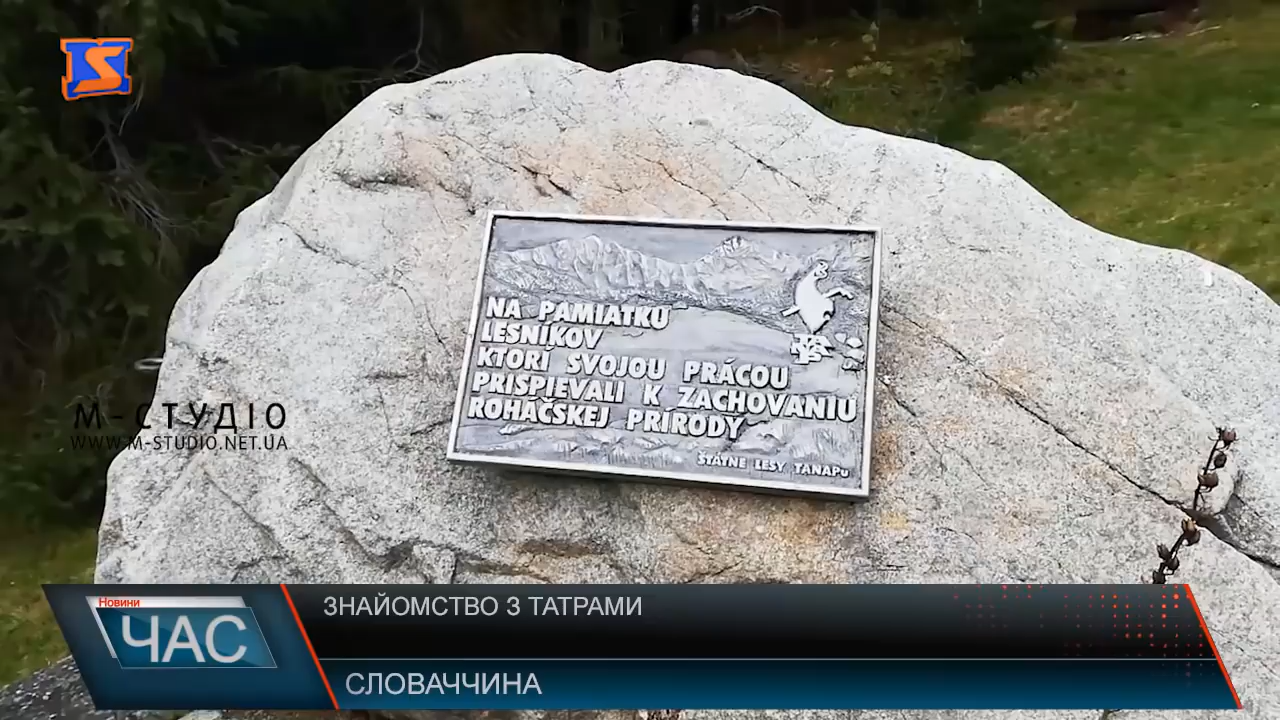 NA PAMIATKU
LESNÍKOV
KTORÍ SVOJOU PRÁCOU
PRISPIEVALI K ZACHOVANIU
ROHÁČSKEJ PRÍRODY
ŠTÁTNE LESY TANAPu
М-СТУДІО
WWW.M-STUDIO.NET.UA
Новини
ЧАС
ЗНАЙОМСТВО З ТАТРАМИ
СЛОВАЧЧИНА